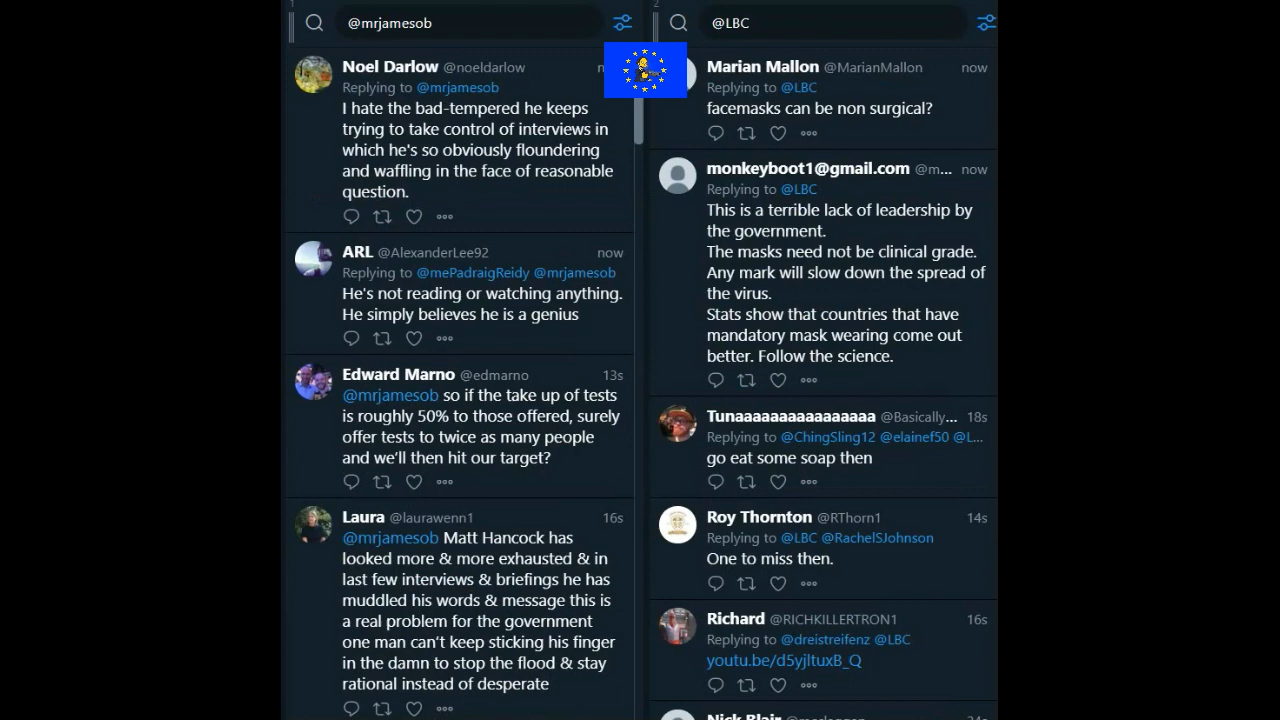 1
@mrjamesob
Noel Darlow @noeldarlow
Replying to @mrjamesob
I hate the bad-tempered he keeps
trying to take control of interviews in
which he's so obviously floundering
and waffling in the face of reasonable
question.
ARL @AlexanderLee92 now
Replying to @mePadraigReidy @mrjamesob
He's not reading or watching anything.
He simply believes he is a genius
Edward Marno @edmarno 13s
@mrjamesob so if the take up of tests
is roughly 50% to those offered, surely
offer tests to twice as many people
and we'll then hit our target?
Laura @laurawenn1 16s
@mrjamesob Matt Hancock has
looked more & more exhausted & in
last few interviews & briefings he has
muddled his words & message this is
a real problem for the government
one man can't keep sticking his finger
in the damn to stop the flood & stay
rational instead of desperate
2
@LBC
Marian Mallon @MarianMallon now
Replying to @LBC
facemasks can be non surgical?
monkeyboot1@gmail.com @m... now
Replying to @LBC
This is a terrible lack of leadership by
the government.
The masks need not be clinical grade.
Any mark will slow down the spread of
the virus.
Stats show that countries that have
mandatory mask wearing come out
better. Follow the science.
Tunaaaaaaaaaaaaaaaa @Basically... 18s
Replying to @ChingSling12 @elainef50 @L...
go eat some soap then
Roy Thornton @RThorn1 14s
Replying to @LBC @RachelSJohnson
One to miss then.
Richard @RICHKILLERTRON1 16s
Replying to @dreistreifenz @LBC
youtu.be/d5yjltuxB_Q
Nick Blair